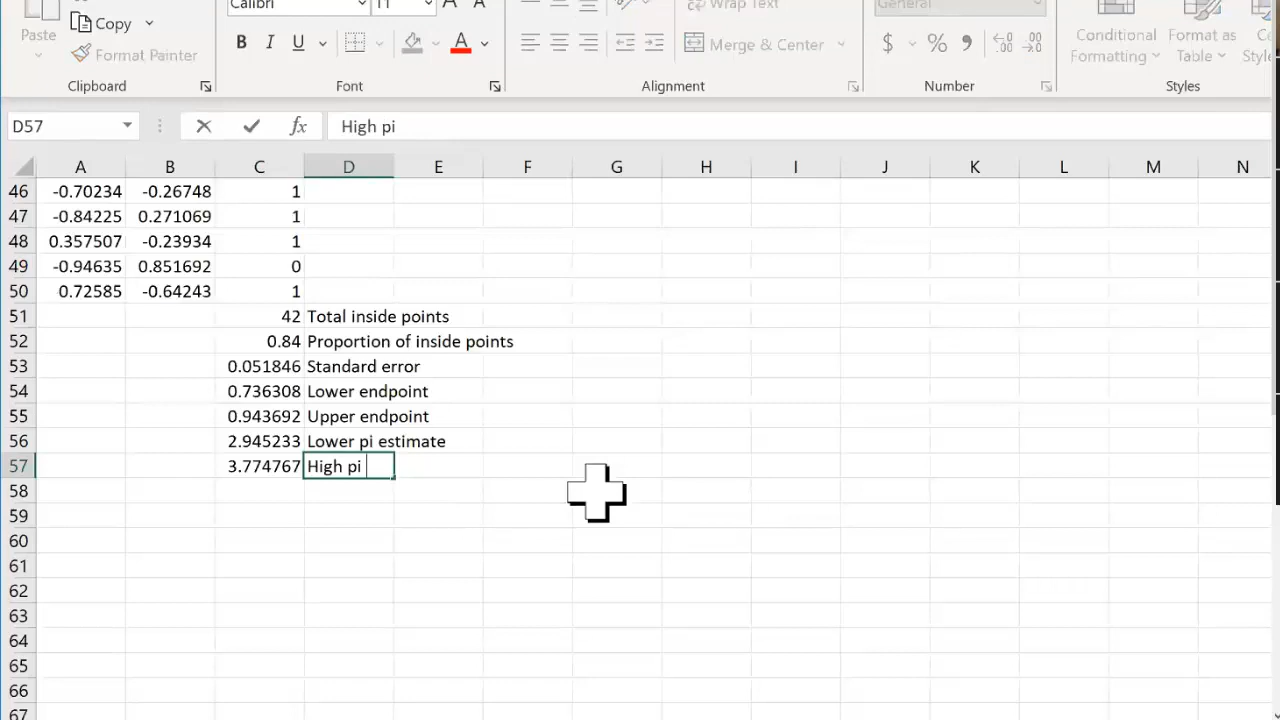 Calibri 11 A A Wrap Text General
Copy
Paste
Format Painter
B I U A Merge & Center $ % , Conditional Formatting Format as Table
Clipboard Font Alignment Number Styles
D57 fx High pi
A B C D E F G H I J K L M N
46 -0.70234 -0.26748 1
47 -0.84225 0.271069 1
48 0.357507 -0.23934 1
49 -0.94635 0.851692 0
50 0.72585 -0.64243 1
51 42 Total inside points
52 0.84 Proportion of inside points
53 0.051846 Standard error
54 0.736308 Lower endpoint
55 0.943692 Upper endpoint
56 2.945233 Lower pi estimate
57 3.774767 High pi
58
59
60
61
62
63
64
65
66
67